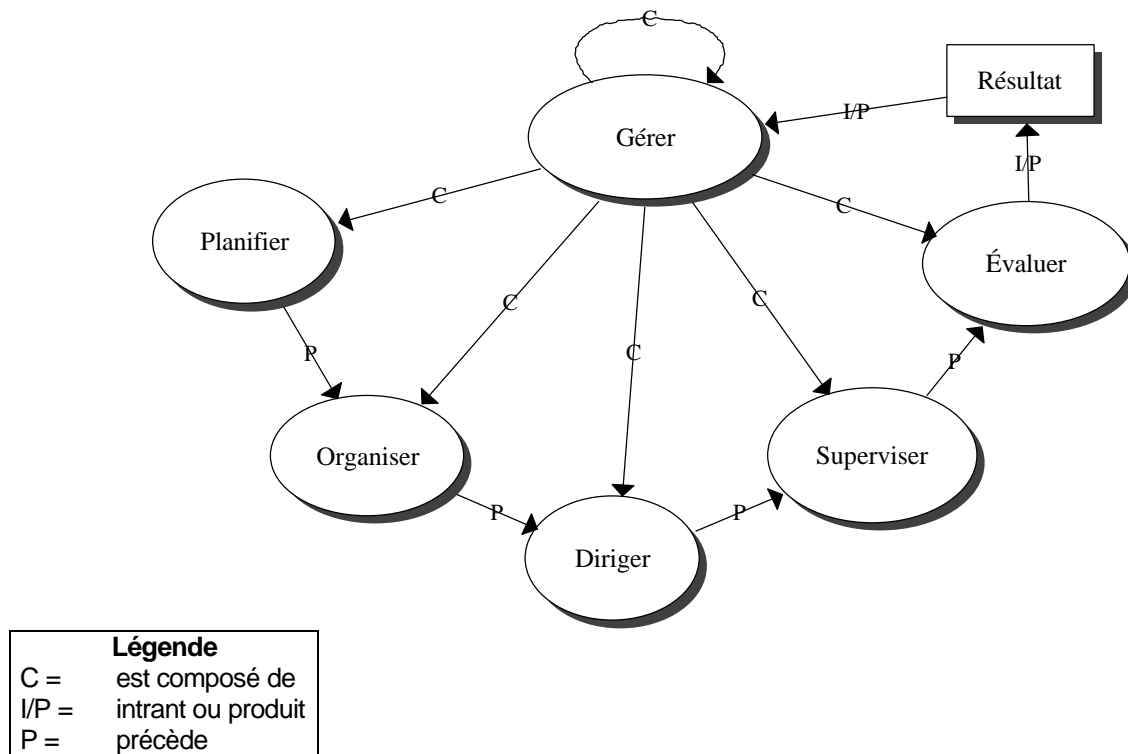 C
Résultat
I/P
Gérer
I/P
C
C
Planifier
Évaluer
C
C
P
C
P
Organiser
Superviser
P
P
Diriger
Légende
C = est composé de
I/P = intrant ou produit
P = précède